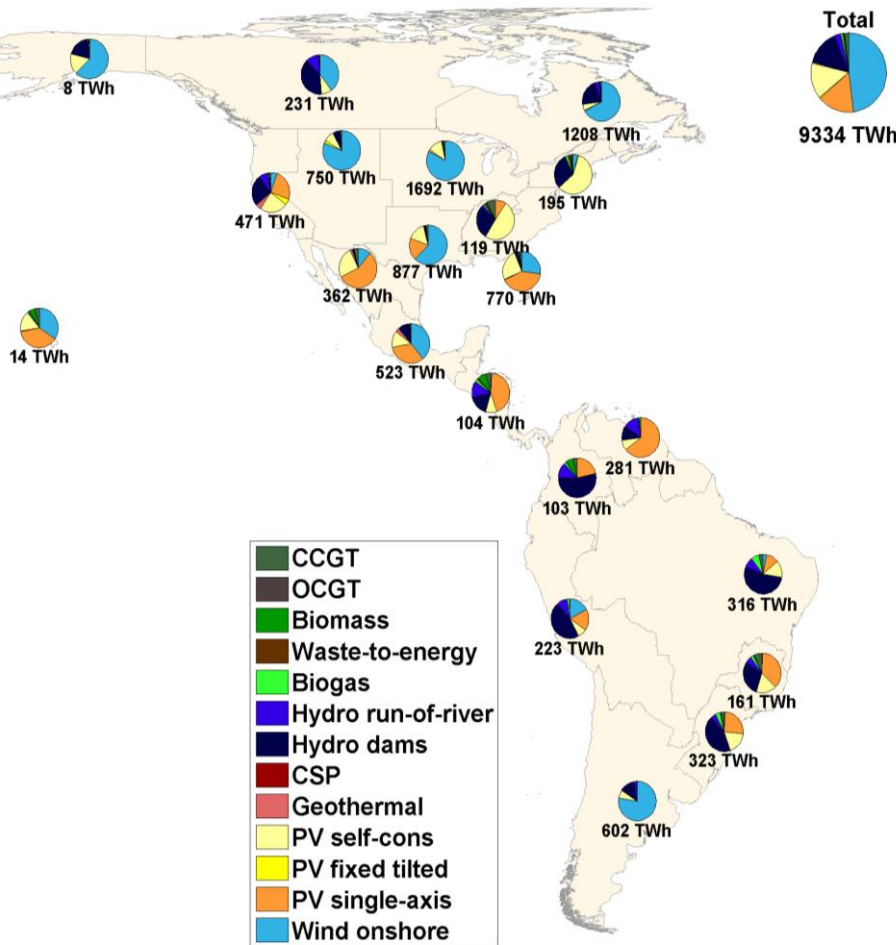 Total
9334 TWh
8 TWh
231 TWh
1208 TWh
750 TWh
1692 TWh
195 TWh
471 TWh
119 TWh
877 TWh
362 TWh
770 TWh
14 TWh
523 TWh
104 TWh
281 TWh
103 TWh
316 TWh
223 TWh
161 TWh
323 TWh
602 TWh
CCGT
OCGT
Biomass
Waste-to-energy
Biogas
Hydro run-of-river
Hydro dams
CSP
Geothermal
PV self-cons
PV fixed tilted
PV single-axis
Wind onshore